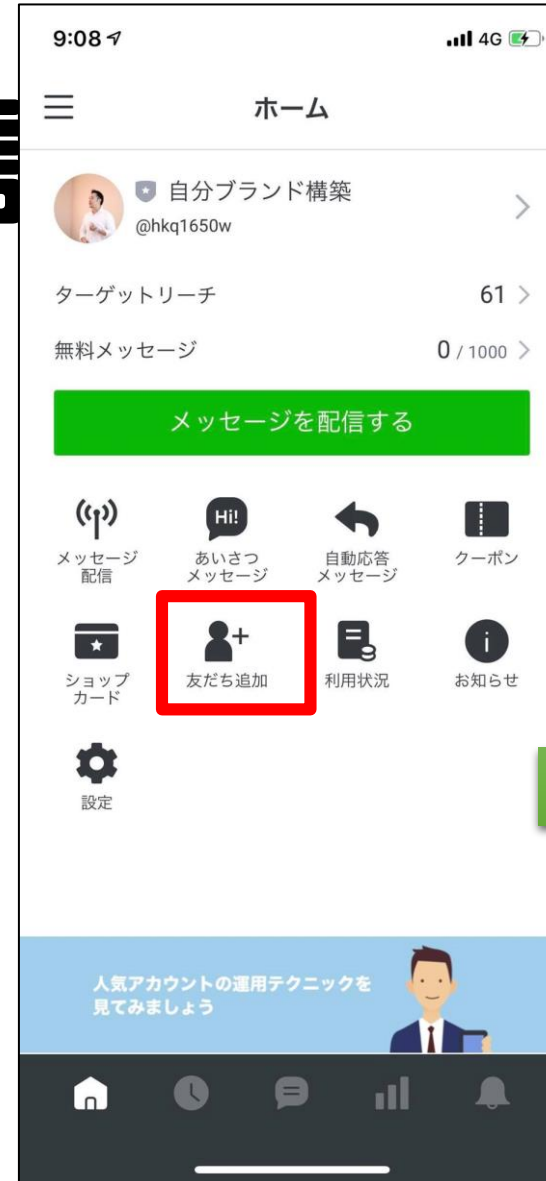 9:08
4G
ホーム
自分ブランド構築
@hkq1650w
ターゲットリーチ 61
無料メッセージ 0 / 1000
メッセージを配信する
メッセージ
配信
Hi!
あいさつ
メッセージ
自動応答
メッセージ
クーポン
ショップ
カード
友だち追加
利用状況
お知らせ
設定
人気アカウントの運用テクニックを
見てみましょう